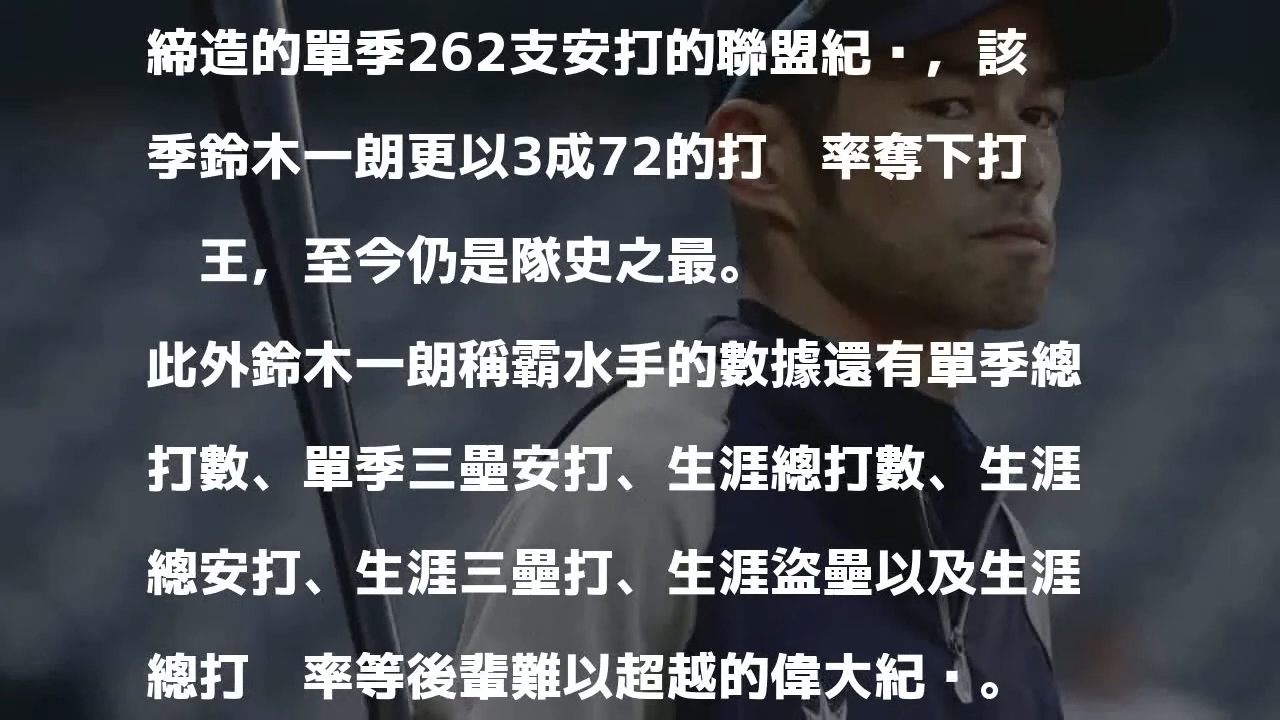 締造的單季262支安打的聯盟紀▪，該
季鈴木一朗更以3成72的打　率奪下打
　王，至今仍是隊史之最。
此外鈴木一朗稱霸水手的數據還有單季總
打數、單季三壘安打、生涯總打數、生涯
總安打、生涯三壘打、生涯盜壘以及生涯
總打　率等後輩難以超越的偉大紀▪。